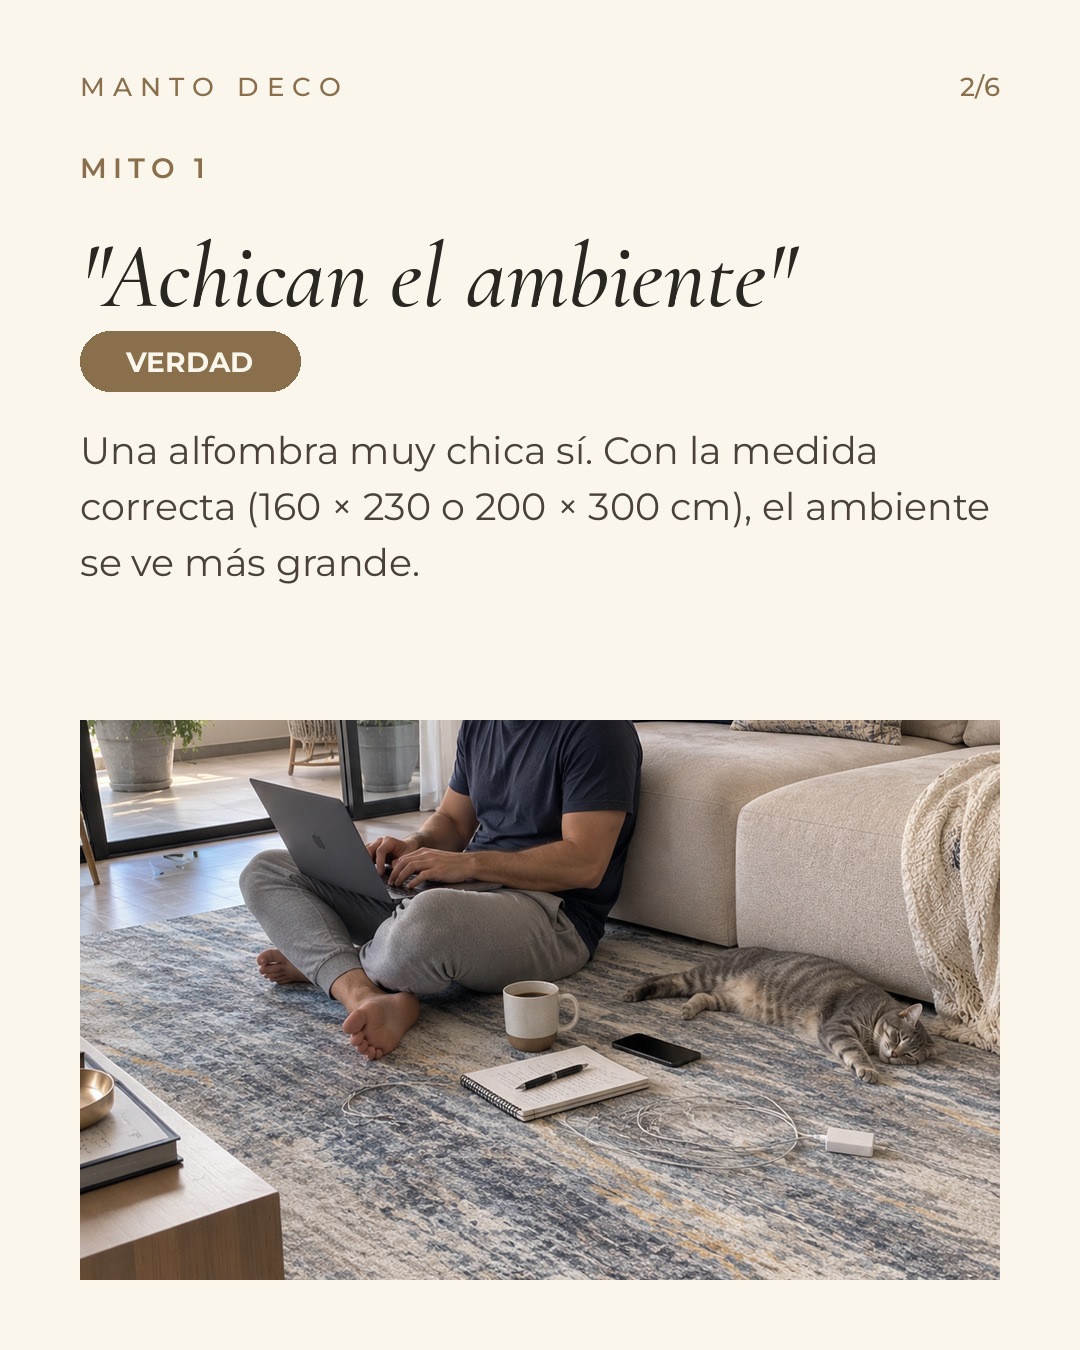 MANTO DECO
2/6
MITO 1
"Achican el ambiente"
VERDAD
Una alfombra muy chica sí. Con la medida
correcta (160 × 230 o 200 × 300 cm), el ambiente
se ve más grande.